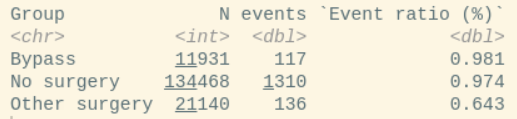 Group N events `Event ratio (%)`
<chr> <int> <dbl> <dbl>
Bypass 11931 117 0.981
No surgery 134468 1310 0.974
Other surgery 21140 136 0.643